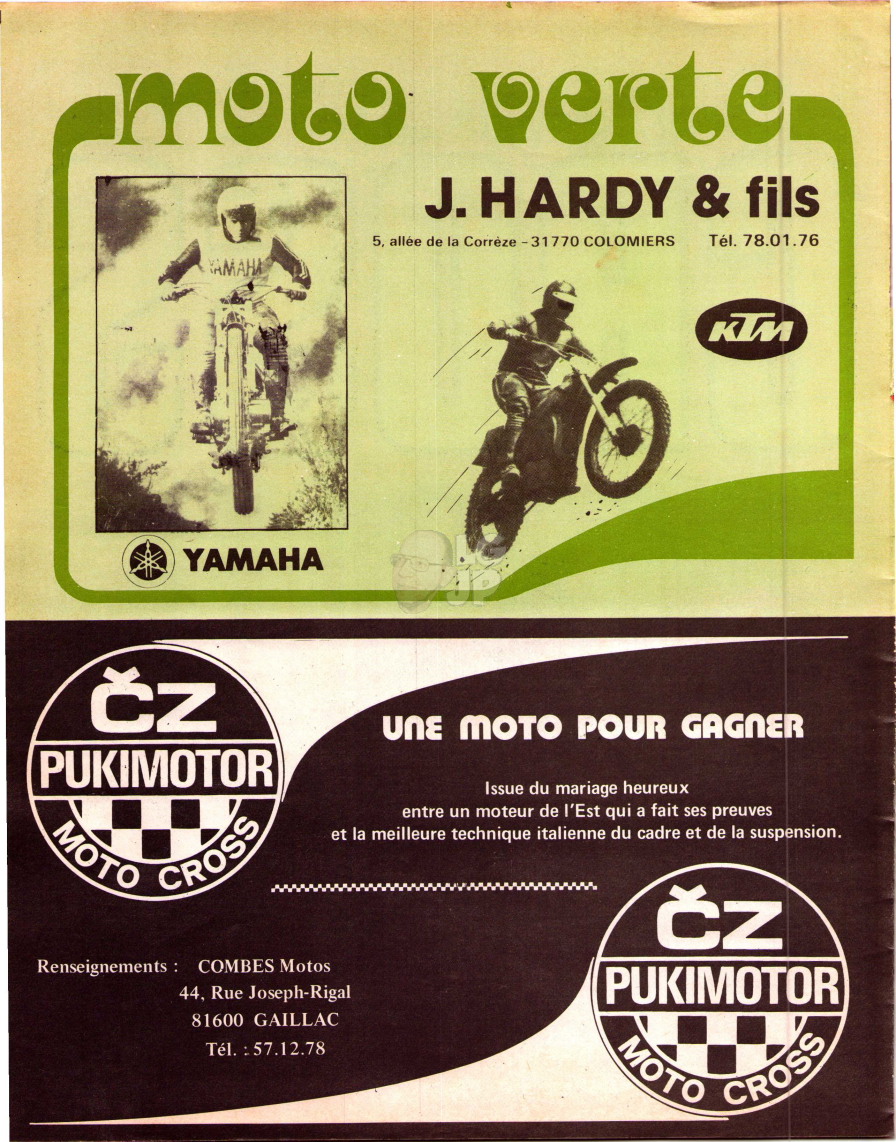 moto verte
J. HARDY & fils
5, allée de la Corrèze - 31770 COLOMIERS Tél. 78.01.76
YAMAHA
KTM
YAMAHA
JP
ČZ
PUKIMOTOR
MOTO CROSS
UNE MOTO POUR GAGNER
Issue du mariage heureux
entre un moteur de l'Est qui a fait ses preuves
et la meilleure technique italienne du cadre et de la suspension.
Renseignements : COMBES Motos
44, Rue Joseph-Rigal
81600 GAILLAC
Tél. : 57.12.78
ČZ
PUKIMOTOR
MOTO CROSS